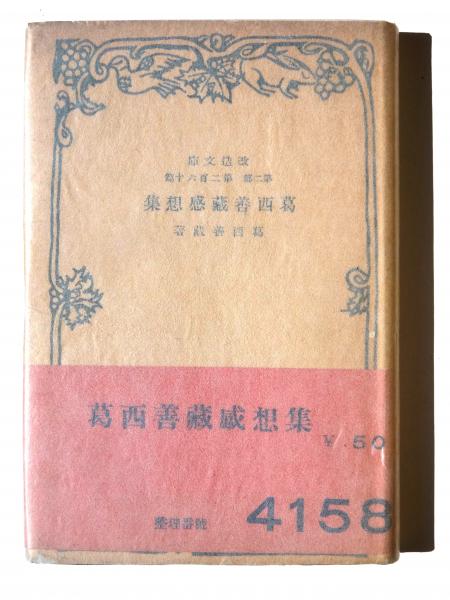 改造文庫
第二部 第二百六十篇
葛西善藏感想集
葛西善藏著
葛西善藏感想集
￥.50
整理番號 4158